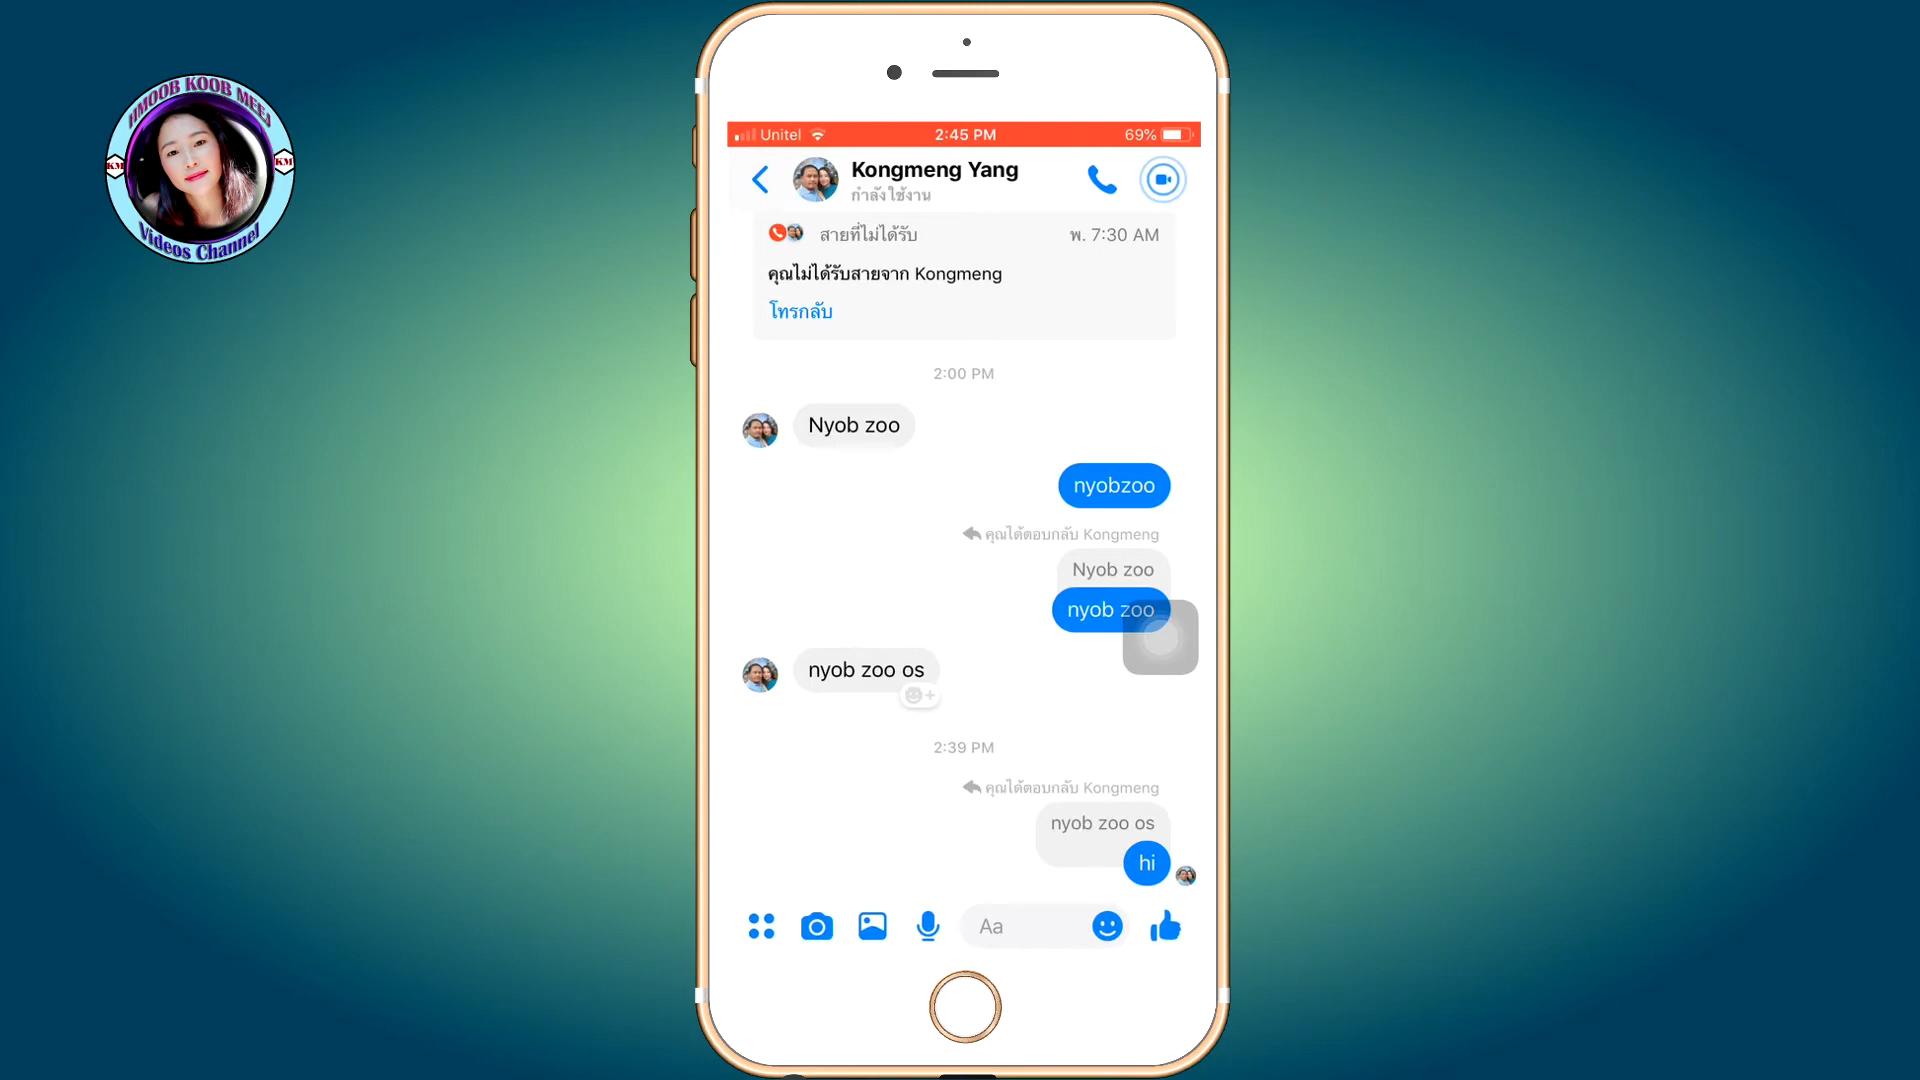 HMOOB KOOB MEEJ
KM
KM
Videos Channel
Unitel
2:45 PM
69%
Kongmeng Yang
กำลังใช้งาน
สายที่ไม่ได้รับ
พ. 7:30 AM
คุณไม่ได้รับสายจาก Kongmeng
โทรกลับ
2:00 PM
Nyob zoo
nyobzoo
คุณได้ตอบกลับ Kongmeng
Nyob zoo
nyob zoo
nyob zoo os
2:39 PM
คุณได้ตอบกลับ Kongmeng
nyob zoo os
hi
Aa